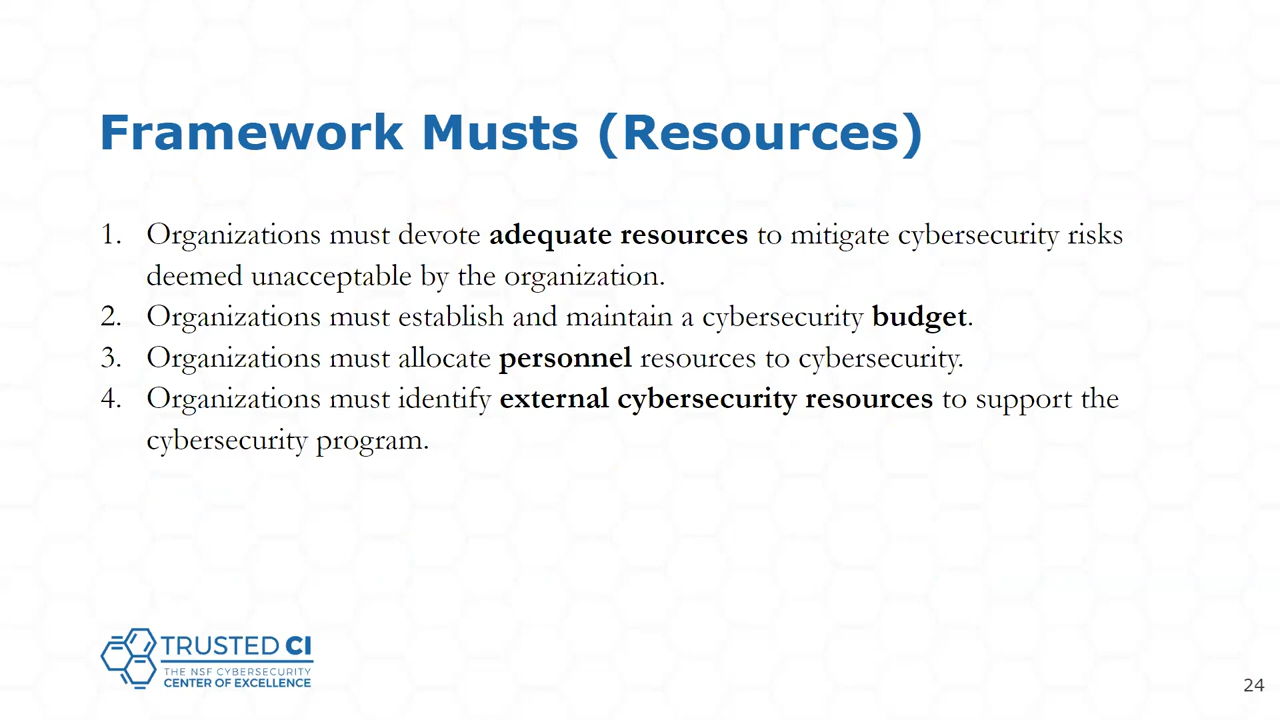 Framework Musts (Resources)
1. Organizations must devote adequate resources to mitigate cybersecurity risks
deemed unacceptable by the organization.
2. Organizations must establish and maintain a cybersecurity budget.
3. Organizations must allocate personnel resources to cybersecurity.
4. Organizations must identify external cybersecurity resources to support the
cybersecurity program.
TRUSTED CI
THE NSF CYBERSECURITY
CENTER OF EXCELLENCE
24